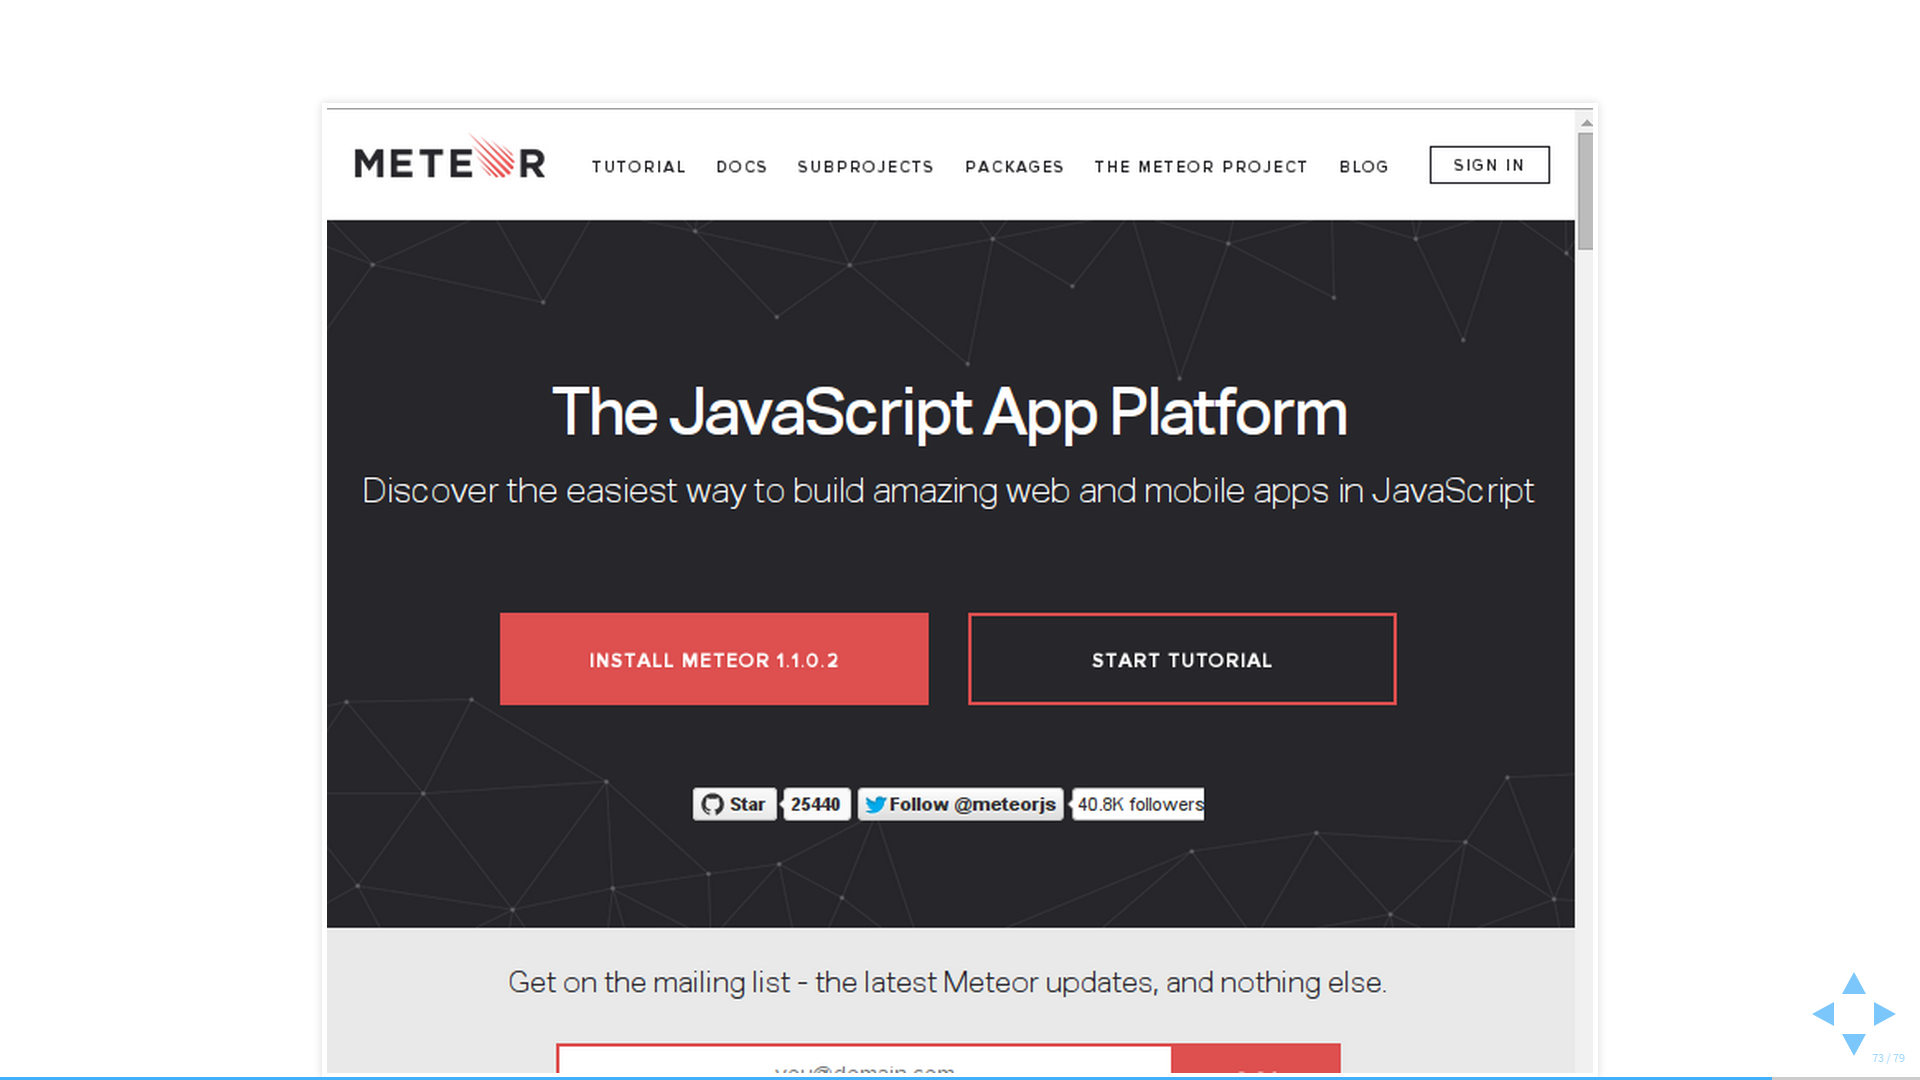 METEOR TUTORIAL DOCS SUBPROJECTS PACKAGES THE METEOR PROJECT BLOG SIGN IN
The JavaScript App Platform
Discover the easiest way to build amazing web and mobile apps in JavaScript
INSTALL METEOR 1.1.0.2 START TUTORIAL
Star 25440 Follow @meteorjs 40.8K followers
Get on the mailing list - the latest Meteor updates, and nothing else.
you@domain.com
73 / 79